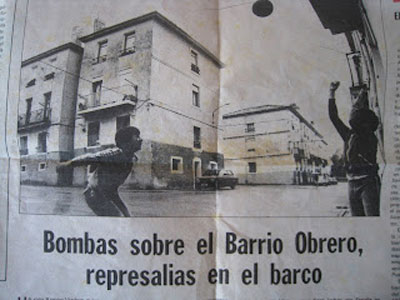 Bombas sobre el Barrio Obrero,
represalias en el barco